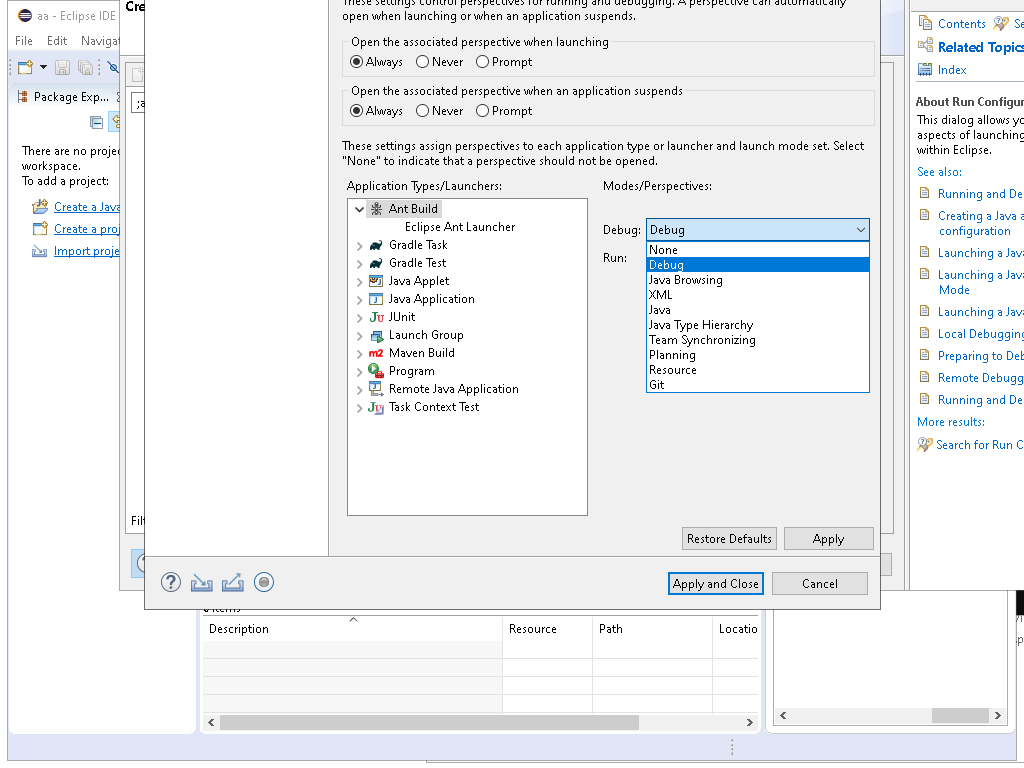 aa - Eclipse IDE
Cre
These settings control perspectives for running and debugging. A perspective can automatically
open when launching or when an application suspends.
File Edit Navigat
Contents
Se
Related Topics
Index
Open the associated perspective when launching
Always Never Prompt
Package Exp...
Open the associated perspective when an application suspends
Always Never Prompt
;a
About Run Configur
This dialog allows yo
aspects of launching
within Eclipse.
There are no projec
workspace.
To add a project:
Create a Java
Create a proj
Import proje
These settings assign perspectives to each application type or launcher and launch mode set. Select
"None" to indicate that a perspective should not be opened.
Application Types/Launchers:
Modes/Perspectives:
Ant Build
Eclipse Ant Launcher
Gradle Task
Gradle Test
Java Applet
Java Application
JUnit
Launch Group
m2 Maven Build
Program
Remote Java Application
Task Context Test
Debug: Debug
Run:
None
Debug
Java Browsing
XML
Java
Java Type Hierarchy
Team Synchronizing
Planning
Resource
Git
See also:
Running and De
Creating a Java a
configuration
Launching a Java
Launching a Java
Mode
Launching a Java
Local Debugging
Preparing to Deb
Remote Debugg
Running and De
More results:
Search for Run C
Filt
Restore Defaults Apply
Apply and Close Cancel
Description Resource Path Locatio